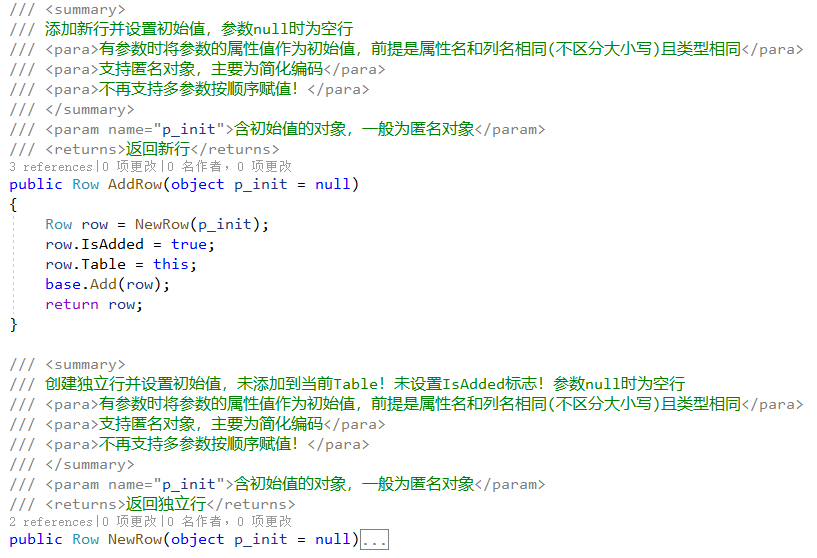 /// <summary>
/// 添加新行并设置初始值，参数null时为空行
/// <para>有参数时将参数的属性值作为初始值，前提是属性名和列名相同(不区分大小写)且类型相同</para>
/// <para>支持匿名对象，主要为简化编码</para>
/// <para>不再支持多参数按顺序赋值！</para>
/// </summary>
/// <param name="p_init">含初始值的对象，一般为匿名对象</param>
/// <returns>返回新行</returns>
3 references|0 项更改|0 名作者，0 项更改
public Row AddRow(object p_init = null)
{
    Row row = NewRow(p_init);
    row.IsAdded = true;
    row.Table = this;
    base.Add(row);
    return row;
}
/// <summary>
/// 创建独立行并设置初始值，未添加到当前Table！未设置IsAdded标志！参数null时为空行
/// <para>有参数时将参数的属性值作为初始值，前提是属性名和列名相同(不区分大小写)且类型相同</para>
/// <para>支持匿名对象，主要为简化编码</para>
/// <para>不再支持多参数按顺序赋值！</para>
/// </summary>
/// <param name="p_init">含初始值的对象，一般为匿名对象</param>
/// <returns>返回独立行</returns>
2 references|0 项更改|0 名作者，0 项更改
public Row NewRow(object p_init = null)...